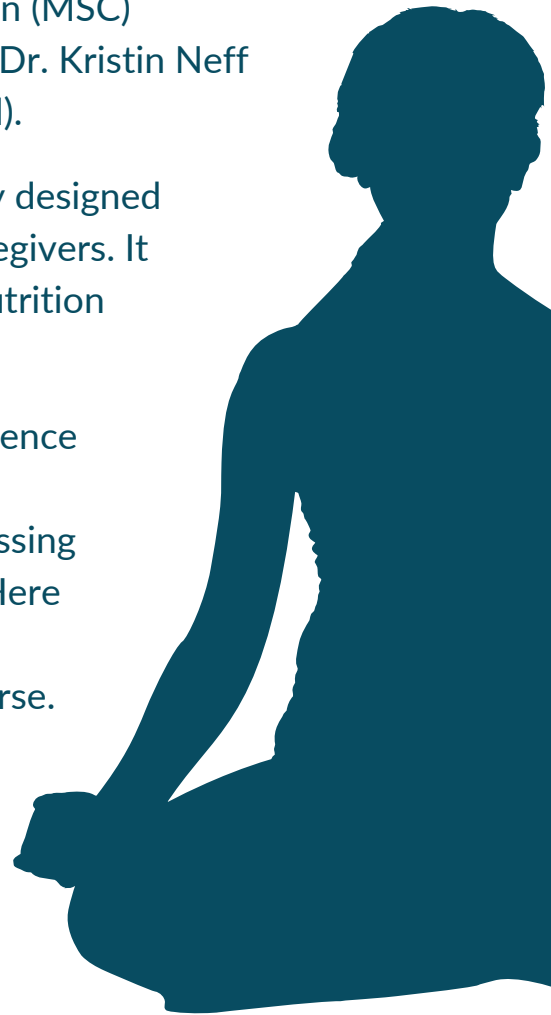 n (MSC)
Dr. Kristin Neff
).
designed
egivers. It
trition
ence
ssing
ere
rse.